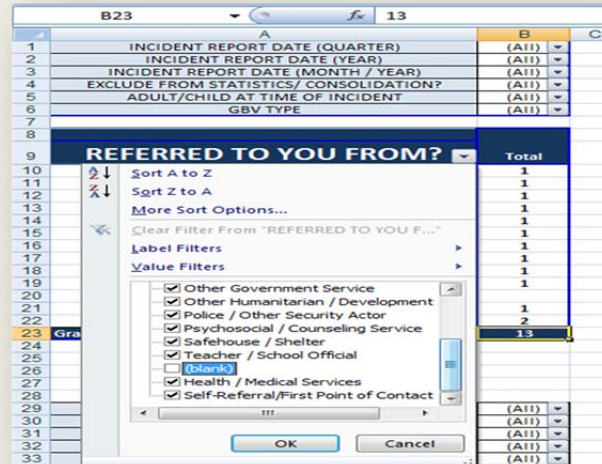 B23 fx 13
A B C
1 INCIDENT REPORT DATE (QUARTER) (All)
2 INCIDENT REPORT DATE (YEAR) (All)
3 INCIDENT REPORT DATE (MONTH / YEAR) (All)
4 EXCLUDE FROM STATISTICS/ CONSOLIDATION? (All)
5 ADULT/CHILD AT TIME OF INCIDENT (All)
6 GBV TYPE (All)
7
8
9 REFERRED TO YOU FROM? Total
10 Sort A to Z 1
11 1
12 Sort Z to A 1
13 More Sort Options... 1
14 1
15 Clear Filter From "REFERRED TO YOU F..." 1
16 Label Filters 1
17 1
18 Value Filters 1
19 1
20 Other Government Service
21 Other Humanitarian / Development 1
22 Police / Other Security Actor 2
23 Gra Psychosocial / Counseling Service 13
24 Safehouse / Shelter
25 Teacher / School Official
26 (blank)
27 Health / Medical Services
28 Self-Referral/First Point of Contact
29 (All)
30 (All)
31 (All)
32 OK Cancel (All)
33 (All)